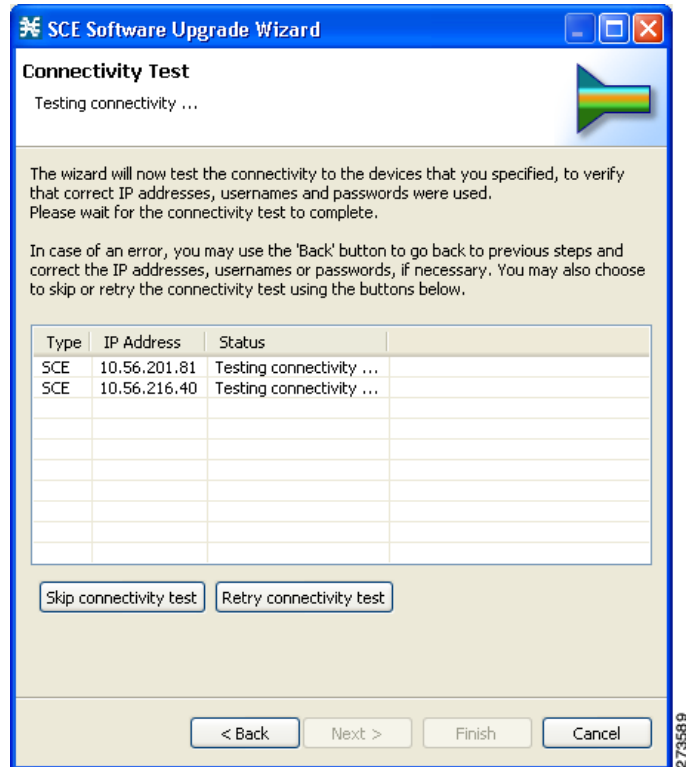 SCE Software Upgrade Wizard
Connectivity Test
Testing connectivity ...
The wizard will now test the connectivity to the devices that you specified, to verify
that correct IP addresses, usernames and passwords were used.
Please wait for the connectivity test to complete.
In case of an error, you may use the 'Back' button to go back to previous steps and
correct the IP addresses, usernames or passwords, if necessary. You may also choose
to skip or retry the connectivity test using the buttons below.
Type IP Address Status
SCE 10.56.201.81 Testing connectivity ...
SCE 10.56.216.40 Testing connectivity ...
Skip connectivity test Retry connectivity test
< Back Next > Finish Cancel
273589